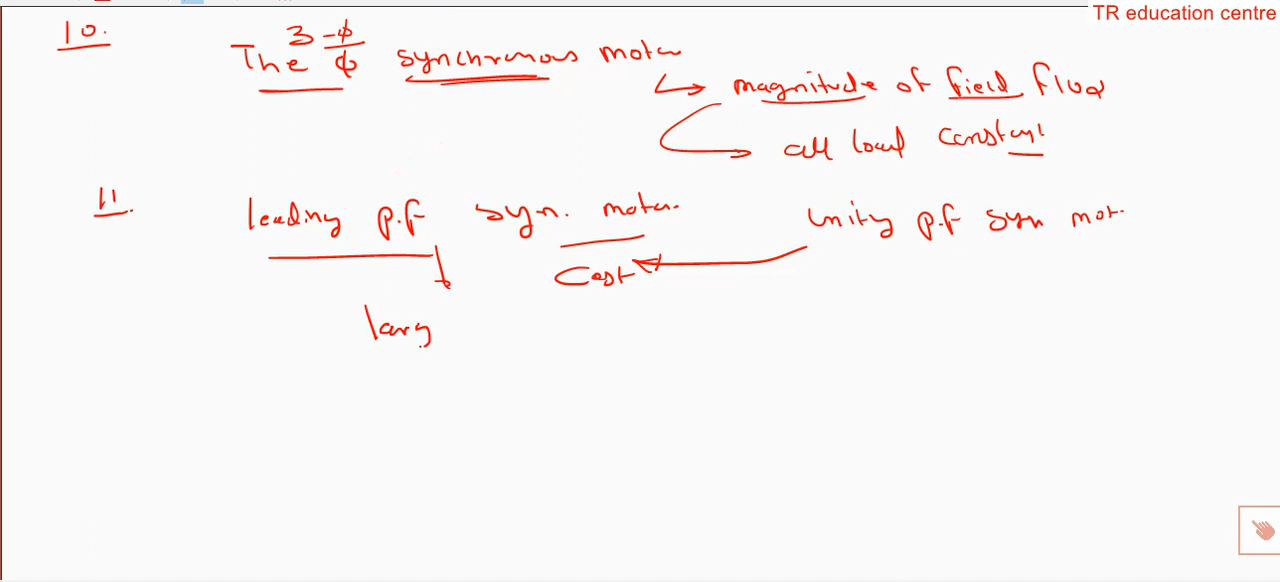 TR education centre
10.
The 3-ϕ synchronous motor
magnitude of field flux
all load constant
11.
leading p.f syn. motor. unity p.f syn mot.
Cost
larg